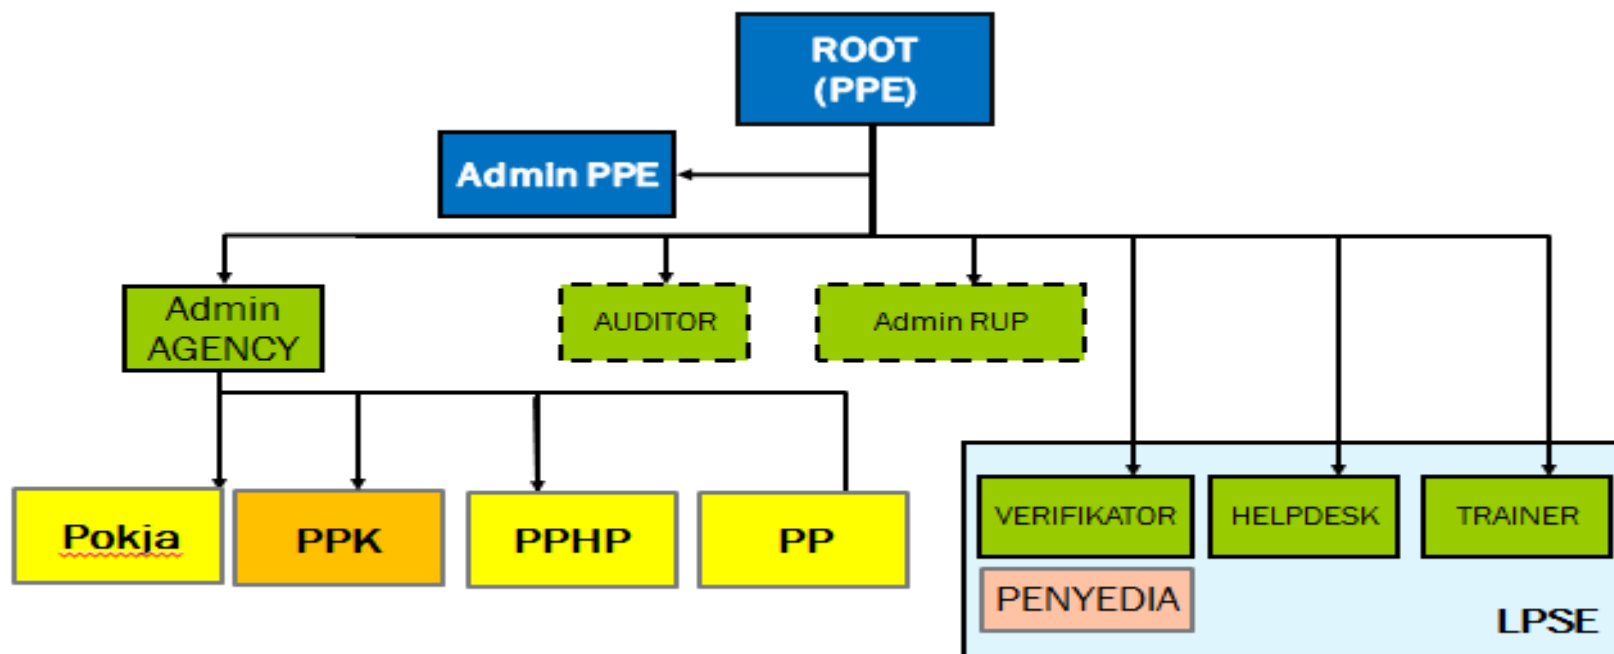 ROOT
(PPE)
Admin PPE
Admin
AGENCY
AUDITOR
Admin RUP
Pokja
PPK
PPHP
PP
VERIFIKATOR
HELPDESK
TRAINER
PENYEDIA
LPSE